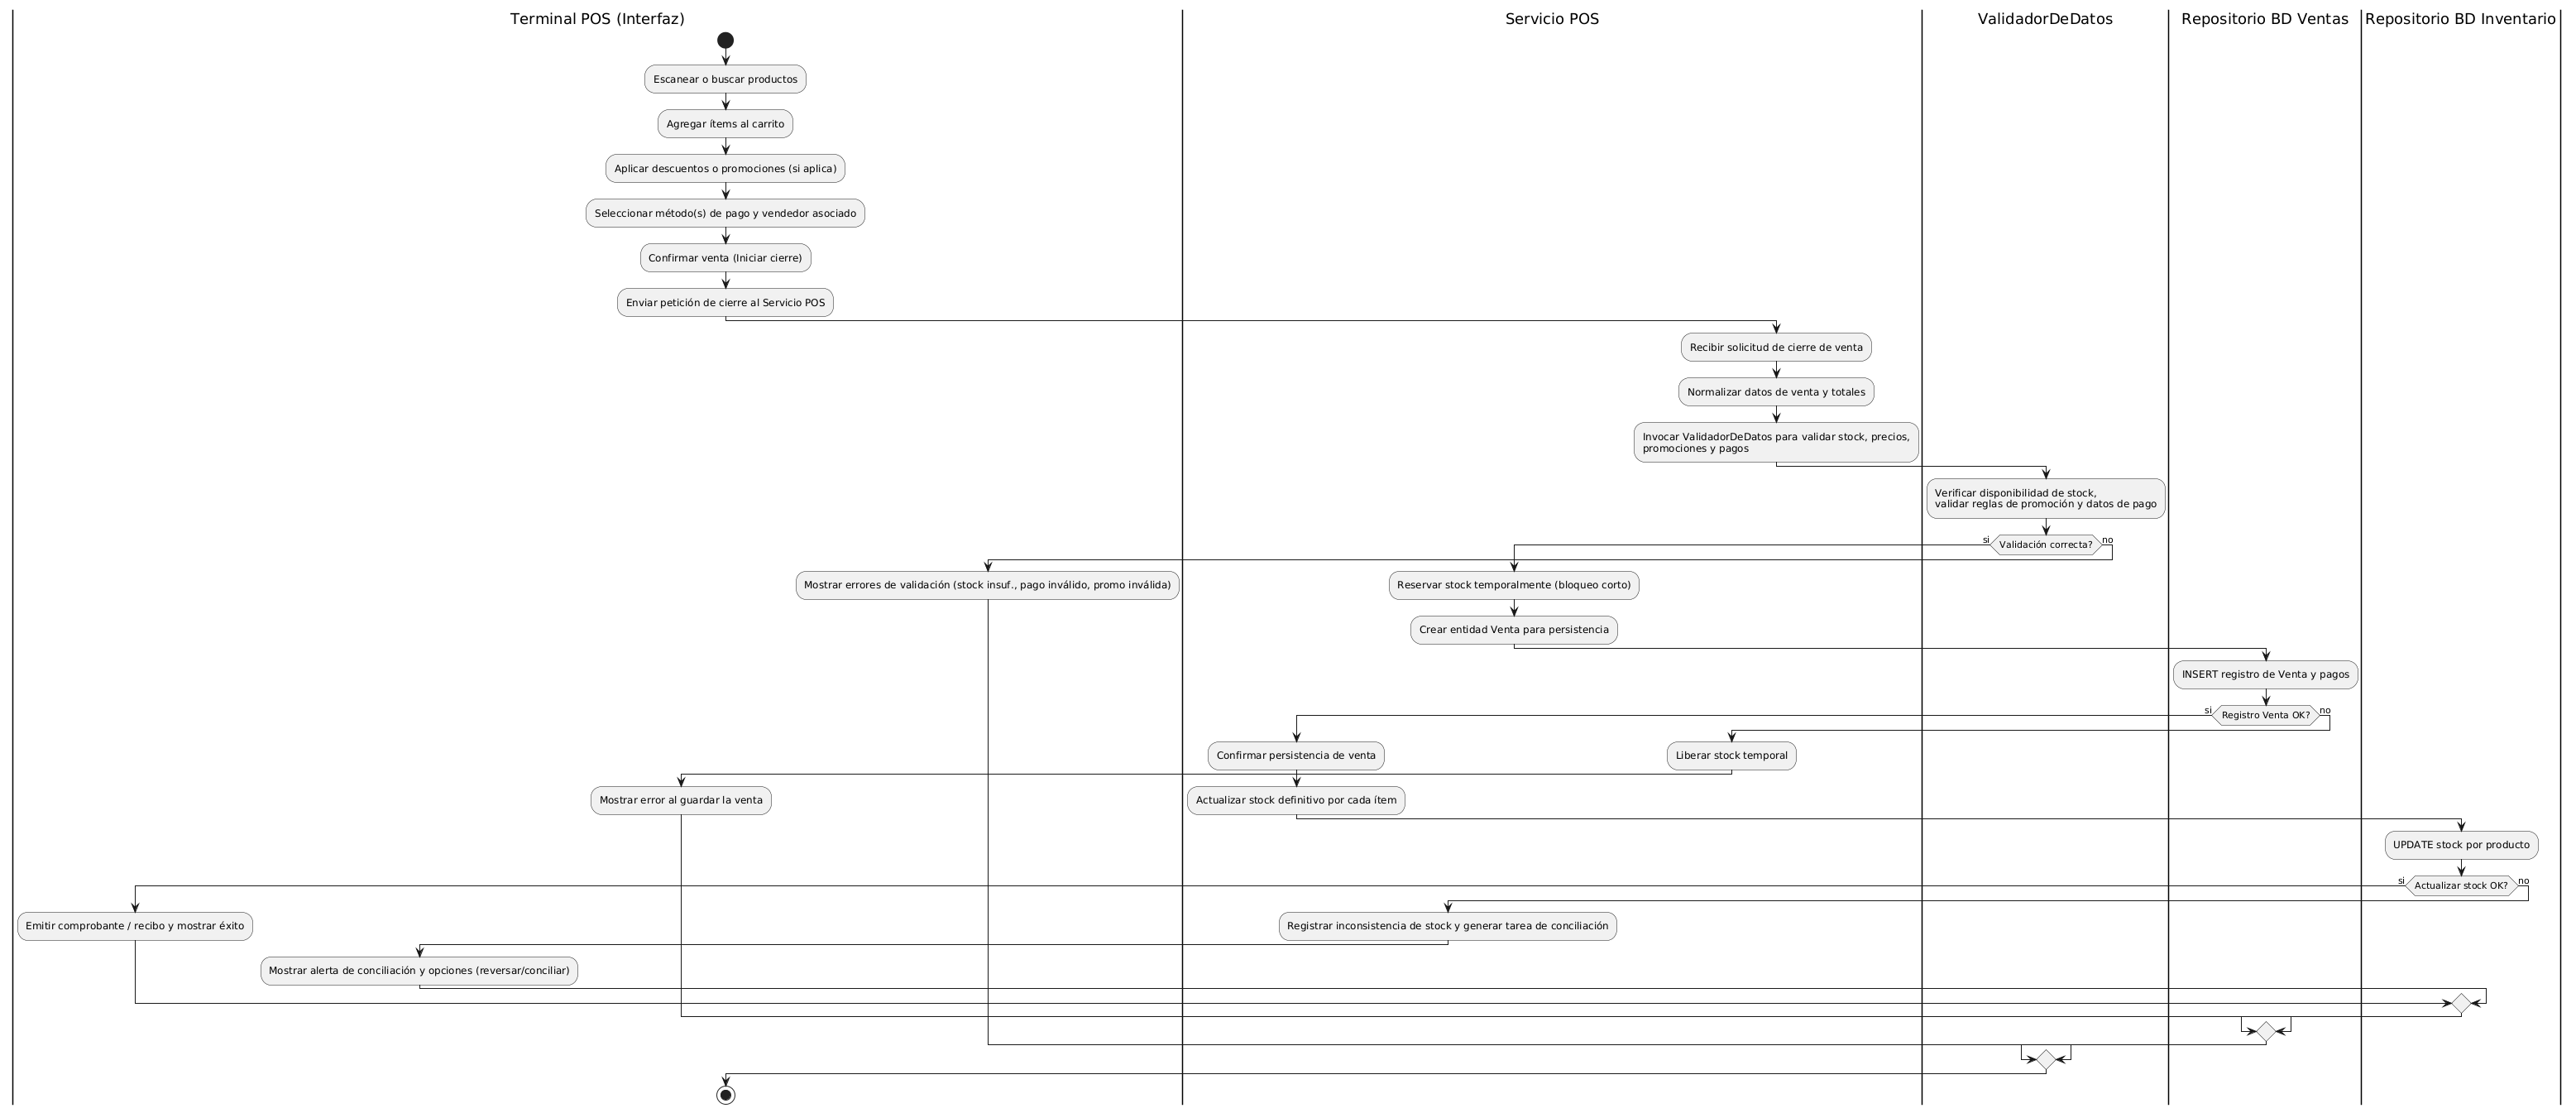 Terminal POS (Interfaz)
Servicio POS
ValidadorDeDatos
Repositorio BD Ventas
Repositorio BD Inventario
Escanear o buscar productos
Agregar ítems al carrito
Aplicar descuentos o promociones (si aplica)
Seleccionar método(s) de pago y vendedor asociado
Confirmar venta (Iniciar cierre)
Enviar petición de cierre al Servicio POS
Recibir solicitud de cierre de venta
Normalizar datos de venta y totales
Invocar ValidadorDeDatos para validar stock, precios,
promociones y pagos
Verificar disponibilidad de stock,
validar reglas de promoción y datos de pago
si
Validación correcta?
no
Mostrar errores de validación (stock insuf., pago inválido, promo inválida)
Reservar stock temporalmente (bloqueo corto)
Crear entidad Venta para persistencia
INSERT registro de Venta y pagos
si
Registro Venta OK?
no
Confirmar persistencia de venta
Liberar stock temporal
Mostrar error al guardar la venta
Actualizar stock definitivo por cada ítem
UPDATE stock por producto
si
Actualizar stock OK?
no
Emitir comprobante / recibo y mostrar éxito
Registrar inconsistencia de stock y generar tarea de conciliación
Mostrar alerta de conciliación y opciones (reversar/conciliar)